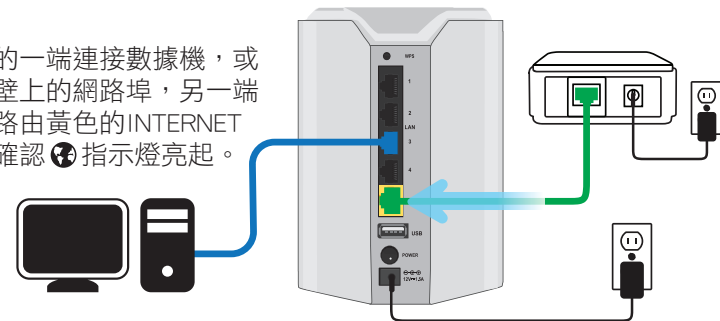 的一端連接數據機，或
壁上的網路埠，另一端
路由黃色的INTERNET
確認 指示燈亮起。
WPS
1
2
LAN
3
4
USB
POWER
12V⎓1.5A